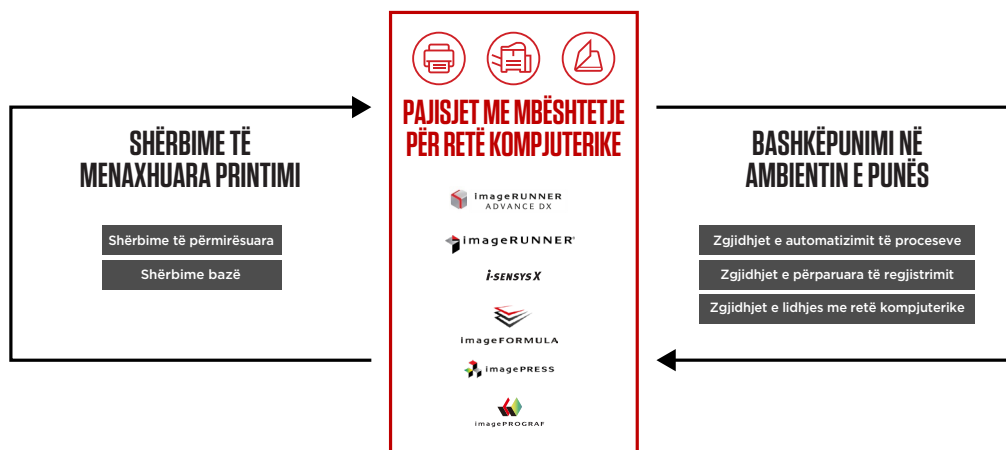 SHËRBIME TË
MENAXHUARA PRINTIMI
Shërbime të përmirësuara
Shërbime bazë
PAJISJET ME MBËSHTETJE
PËR RETË KOMPJUTERIKE
imageRUNNER
ADVANCE DX
imageRUNNER®
i-SENSYS X
imageFORMULA
imagePRESS
imagePROGRAF
BASHKËPUNIMI NË
AMBIENTIN E PUNËS
Zgjidhjet e automatizimit të proceseve
Zgjidhjet e përparuara të regjistrimit
Zgjidhjet e lidhjes me retë kompjuterike